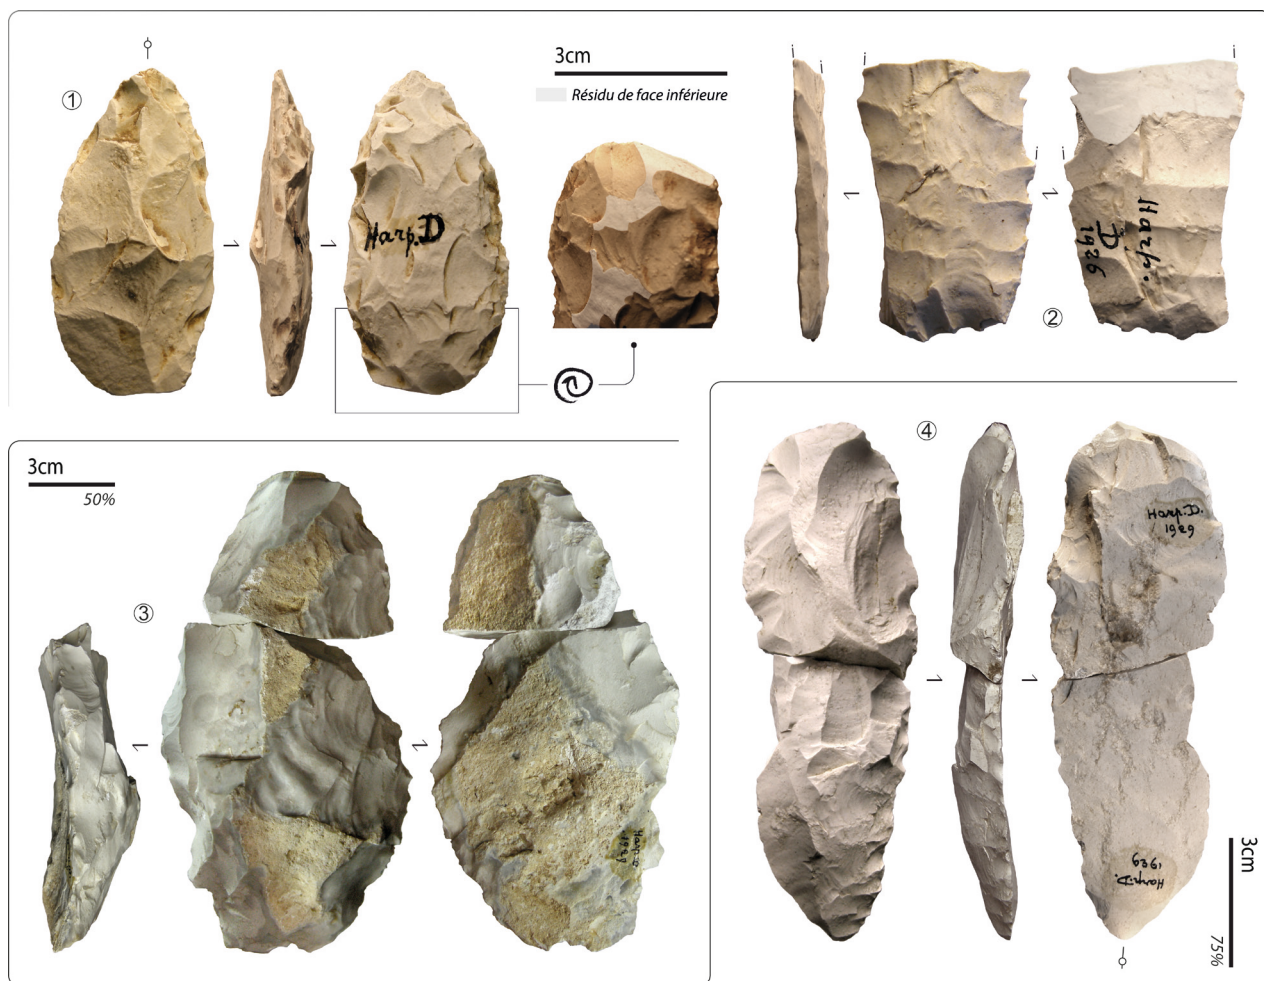 1
3cm
Résidu de face inférieure
Harp. D
2
Harp.
D
1926
3cm
50%
3
Harp.
1929
4
Harp. D.
1929
Harp. D.
1929
3cm
75%